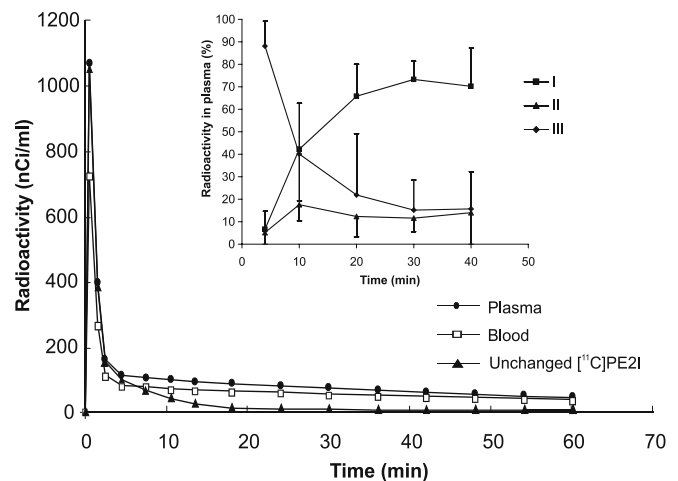 1200
1000
800
600
400
200
0
Radioactivity (nCi/ml)
0 10 20 30 40 50 60 70
Time (min)
100
90
80
70
60
50
40
30
20
10
0
Radioactivity in plasma (%)
0 10 20 30 40 50
Time (min)
I
II
III
Plasma
Blood
Unchanged [¹¹C]PE2I